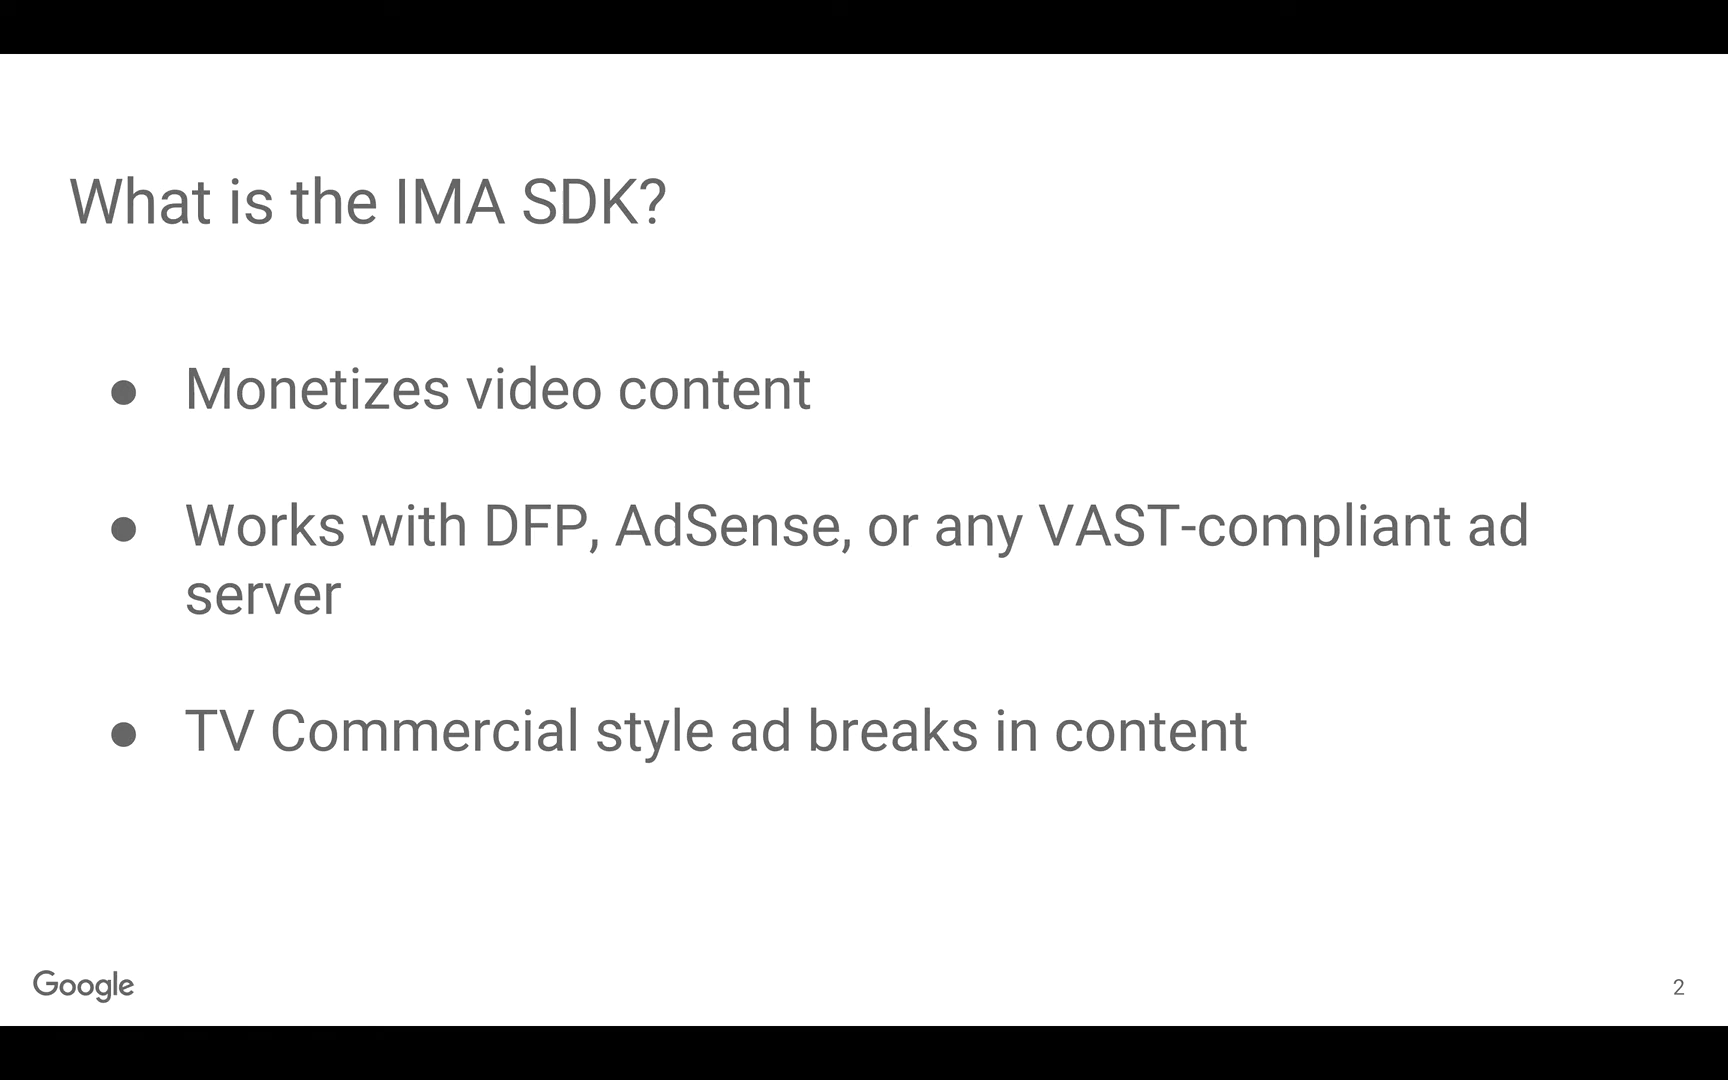 What is the IMA SDK?
● Monetizes video content
● Works with DFP, AdSense, or any VAST-compliant ad
server
● TV Commercial style ad breaks in content
Google
2